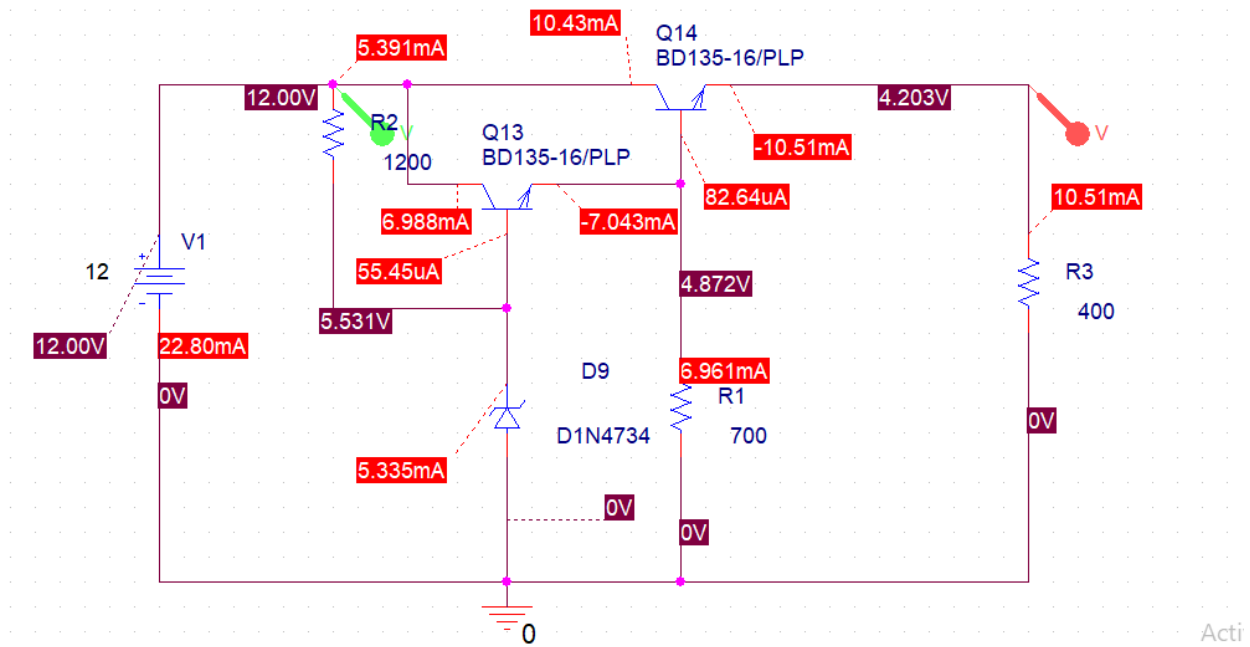 10.43mA
Q14
BD135-16/PLP
5.391mA
12.00V
4.203V
R2
V
1200
Q13
BD135-16/PLP
V
-10.51mA
82.64uA
10.51mA
6.988mA
-7.043mA
V1
+
12
-
55.45uA
4.872V
R3
400
5.531V
12.00V
22.80mA
0V
D9
6.961mA
R1
D1N4734
700
0V
5.335mA
0V
0V
0
Acti